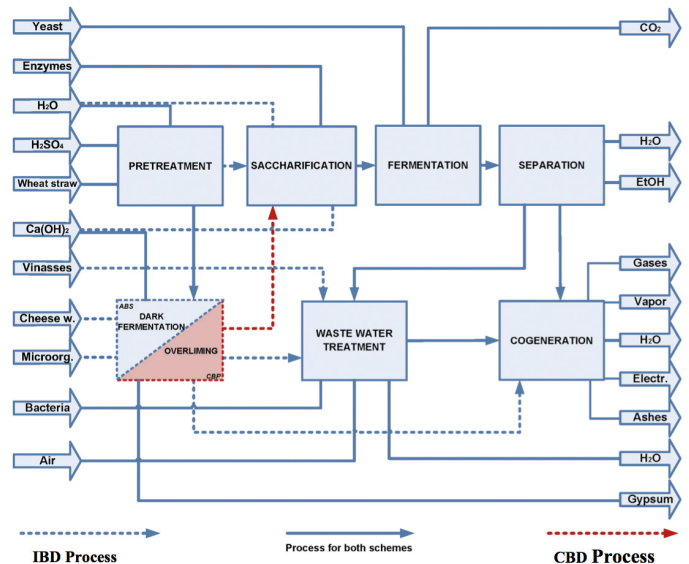 Yeast
CO₂
Enzymes
H₂O
H₂SO₄
PRETREATMENT
SACCHARIFICATION
FERMENTATION
SEPARATION
H₂O
Wheat straw
EtOH
Ca(OH)₂
Vinasses
Gases
ABS
DARK
FERMENTATION
OVERLIMING
CBP
Cheese w.
Microorg.
WASTE WATER
TREATMENT
COGENERATION
Vapor
H₂O
Electr.
Ashes
Bacteria
Air
H₂O
Gypsum
IBD Process
Process for both schemes
CBD Process